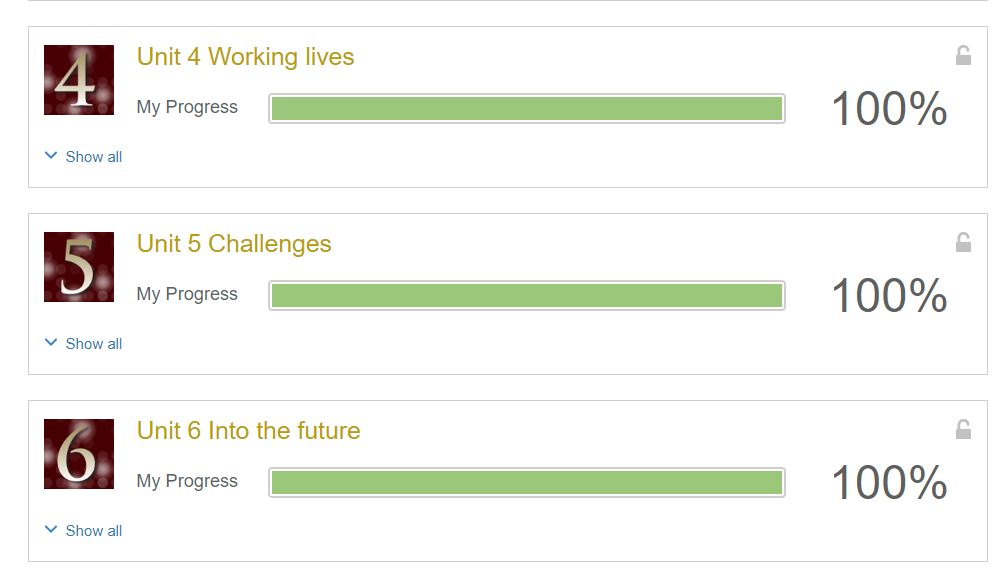 4
Unit 4 Working lives
My Progress
100%
Show all
5
Unit 5 Challenges
My Progress
100%
Show all
6
Unit 6 Into the future
My Progress
100%
Show all